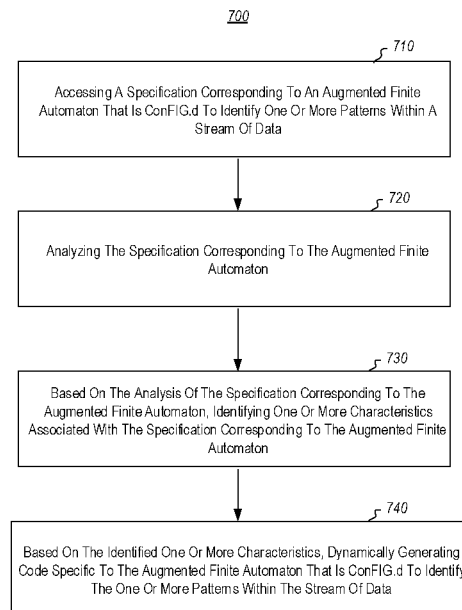 700
710
Accessing A Specification Corresponding To An Augmented Finite
Automaton That Is ConFIG.d To Identify One Or More Patterns Within A
Stream Of Data
720
Analyzing The Specification Corresponding To The Augmented Finite
Automaton
730
Based On The Analysis Of The Specification Corresponding To The
Augmented Finite Automaton, Identifying One Or More Characteristics
Associated With The Specification Corresponding To The Augmented Finite
Automaton
740
Based On The Identified One Or More Characteristics, Dynamically Generating
Code Specific To The Augmented Finite Automaton That Is ConFIG.d To Identify
The One Or More Patterns Within The Stream Of Data